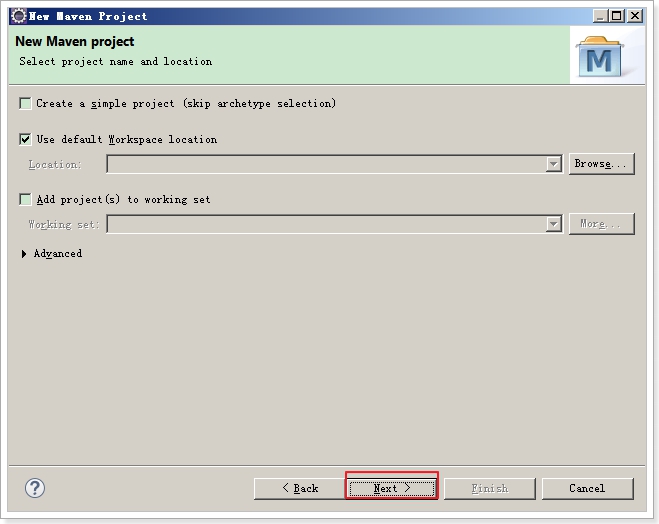 New Maven Project
New Maven project
Select project name and location
M
Create a simple project (skip archetype selection)
Use default Workspace location
Location:
Browse...
Add project(s) to working set
Working set:
More...
Advanced
?
< Back
Next >
Finish
Cancel